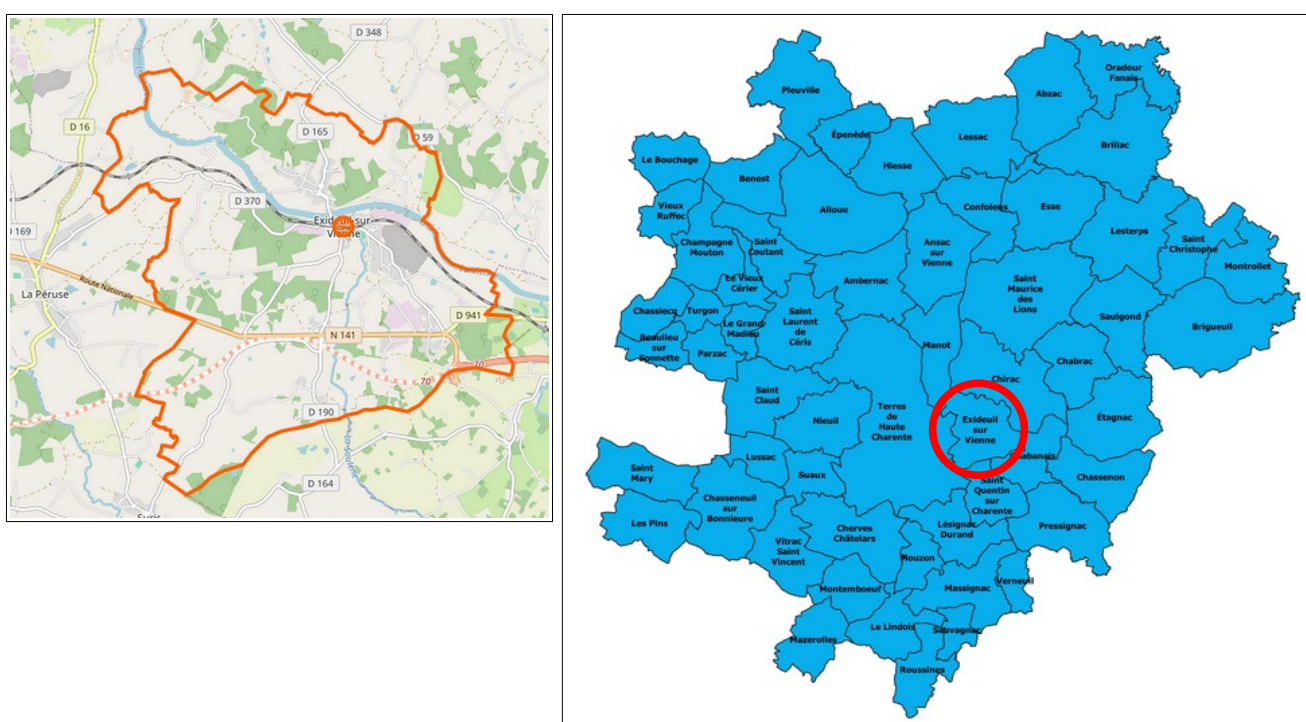 D 348
D 16
D 165
D 59
D 370
Exideuil-sur-
Vienne
169
La Péruse
Route Nationale
D 941
N 141
70
70
D 190
D 164
Suris
Oradour
Fanais
Abzac
Pleuville
Épenède
Lessac
Brillac
Le Bouchage
Hiesse
Benest
Vieux
Ruffec
Alloue
Confolens
Esse
Lesterps
Saint
Christophe
Champagne
Mouton
Saint
Coutant
Ansac
sur
Vienne
Montrollet
Le Vieux
Cérier
Ambernac
Saint
Maurice
des
Lions
Chassiecq
Turgon
Saint
Laurent
de
Céris
Saulgond
Brigueuil
Le Grand
Madieu
Beaulieu
sur
Sonnette
Parzac
Manot
Chabrac
Chirac
Saint
Claud
Nieuil
Terres
de
Haute
Charente
Exideuil
sur
Vienne
Étagnac
Lussac
Chabanais
Saint
Mary
Suaux
Chassenon
Saint
Quentin
sur
Charente
Chasseneuil
sur
Bonnieure
Les Pins
Cherves
Châtelars
Lésignac
Durand
Pressignac
Vitrac
Saint
Vincent
Mouzon
Montemboeuf
Massignac
Verneuil
Le Lindois
Sauvagnac
Mazerolles
Roussines